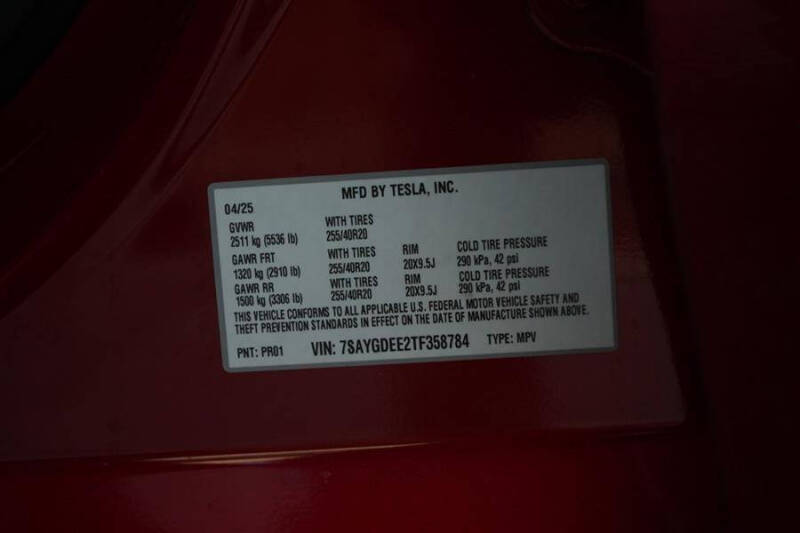 MFD BY TESLA, INC.
04/25
GVWR WITH TIRES
2511 kg (5536 lb) 255/40R20
GAWR FRT WITH TIRES RIM COLD TIRE PRESSURE
1320 kg (2910 lb) 255/40R20 20X9.5J 290 kPa, 42 psi
GAWR RR WITH TIRES RIM COLD TIRE PRESSURE
1500 kg (3306 lb) 255/40R20 20X9.5J 290 kPa, 42 psi
THIS VEHICLE CONFORMS TO ALL APPLICABLE U.S. FEDERAL MOTOR VEHICLE SAFETY AND
THEFT PREVENTION STANDARDS IN EFFECT ON THE DATE OF MANUFACTURE SHOWN ABOVE.
PNT: PR01 VIN: 7SAYGDEE2TF358784 TYPE: MPV